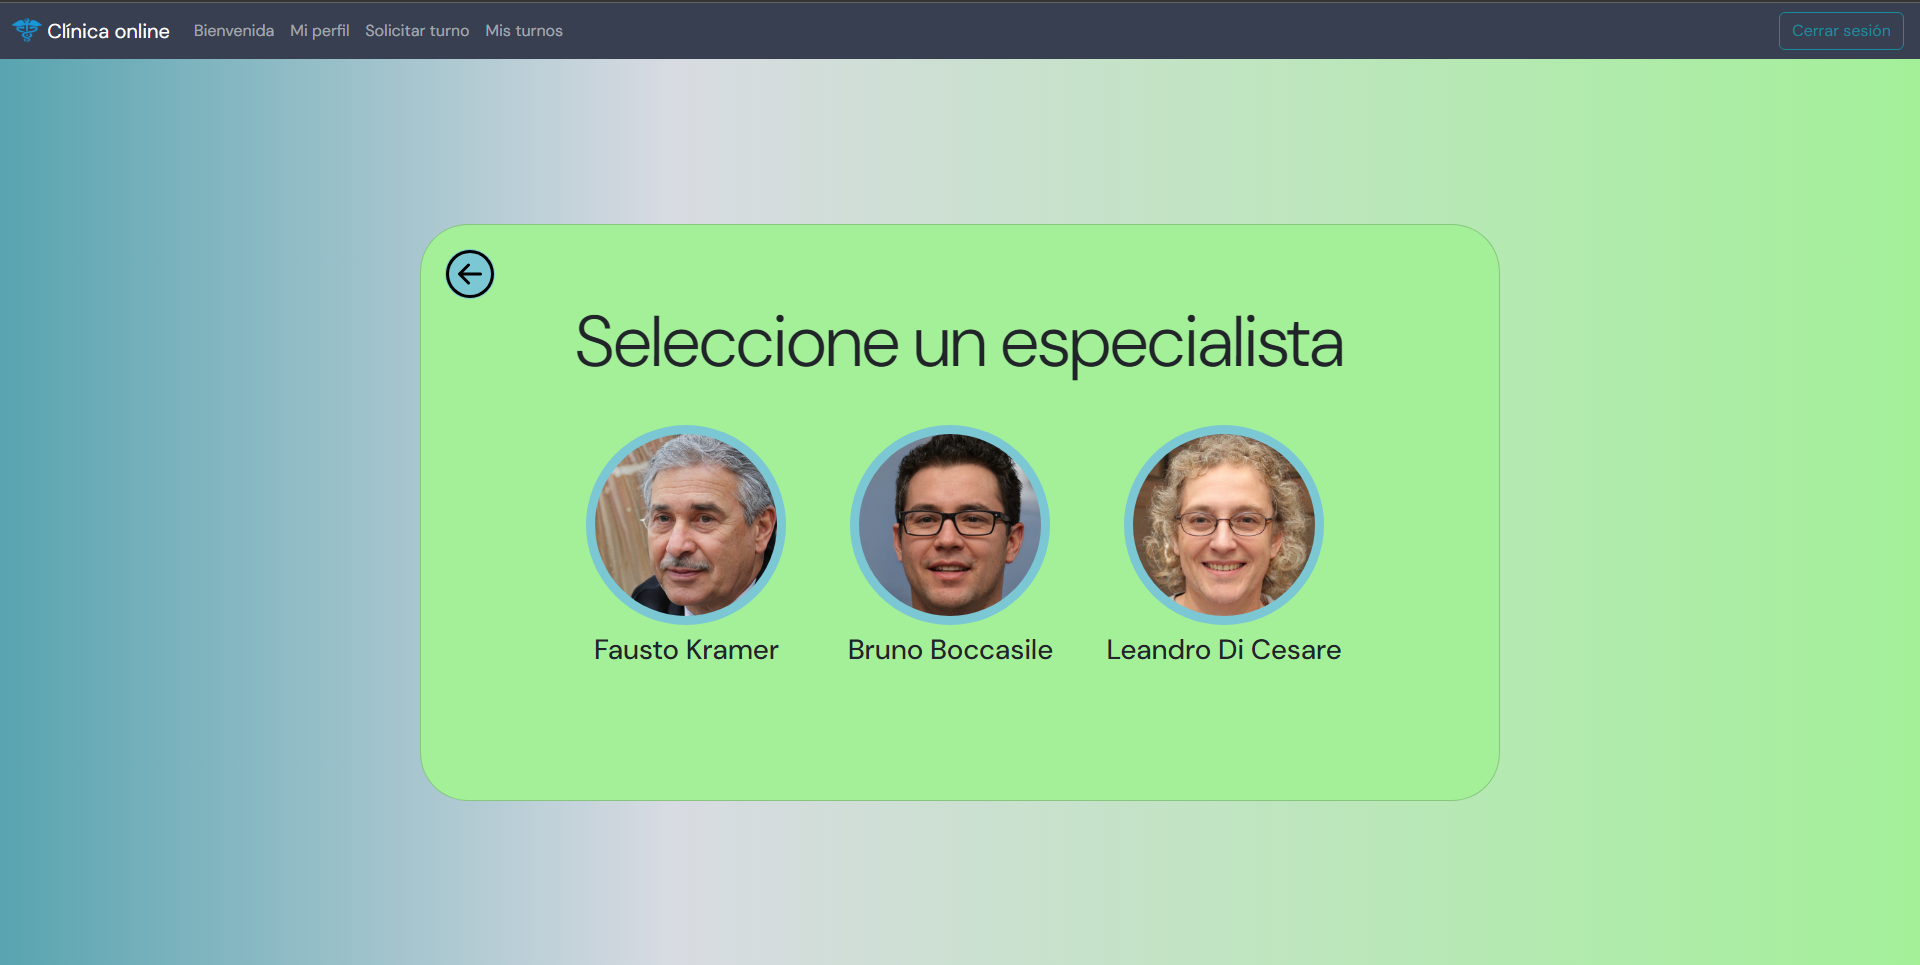 Clínica online Bienvenida Mi perfil Solicitar turno Mis turnos Cerrar sesión
Seleccione un especialista
Fausto Kramer Bruno Boccasile Leandro Di Cesare